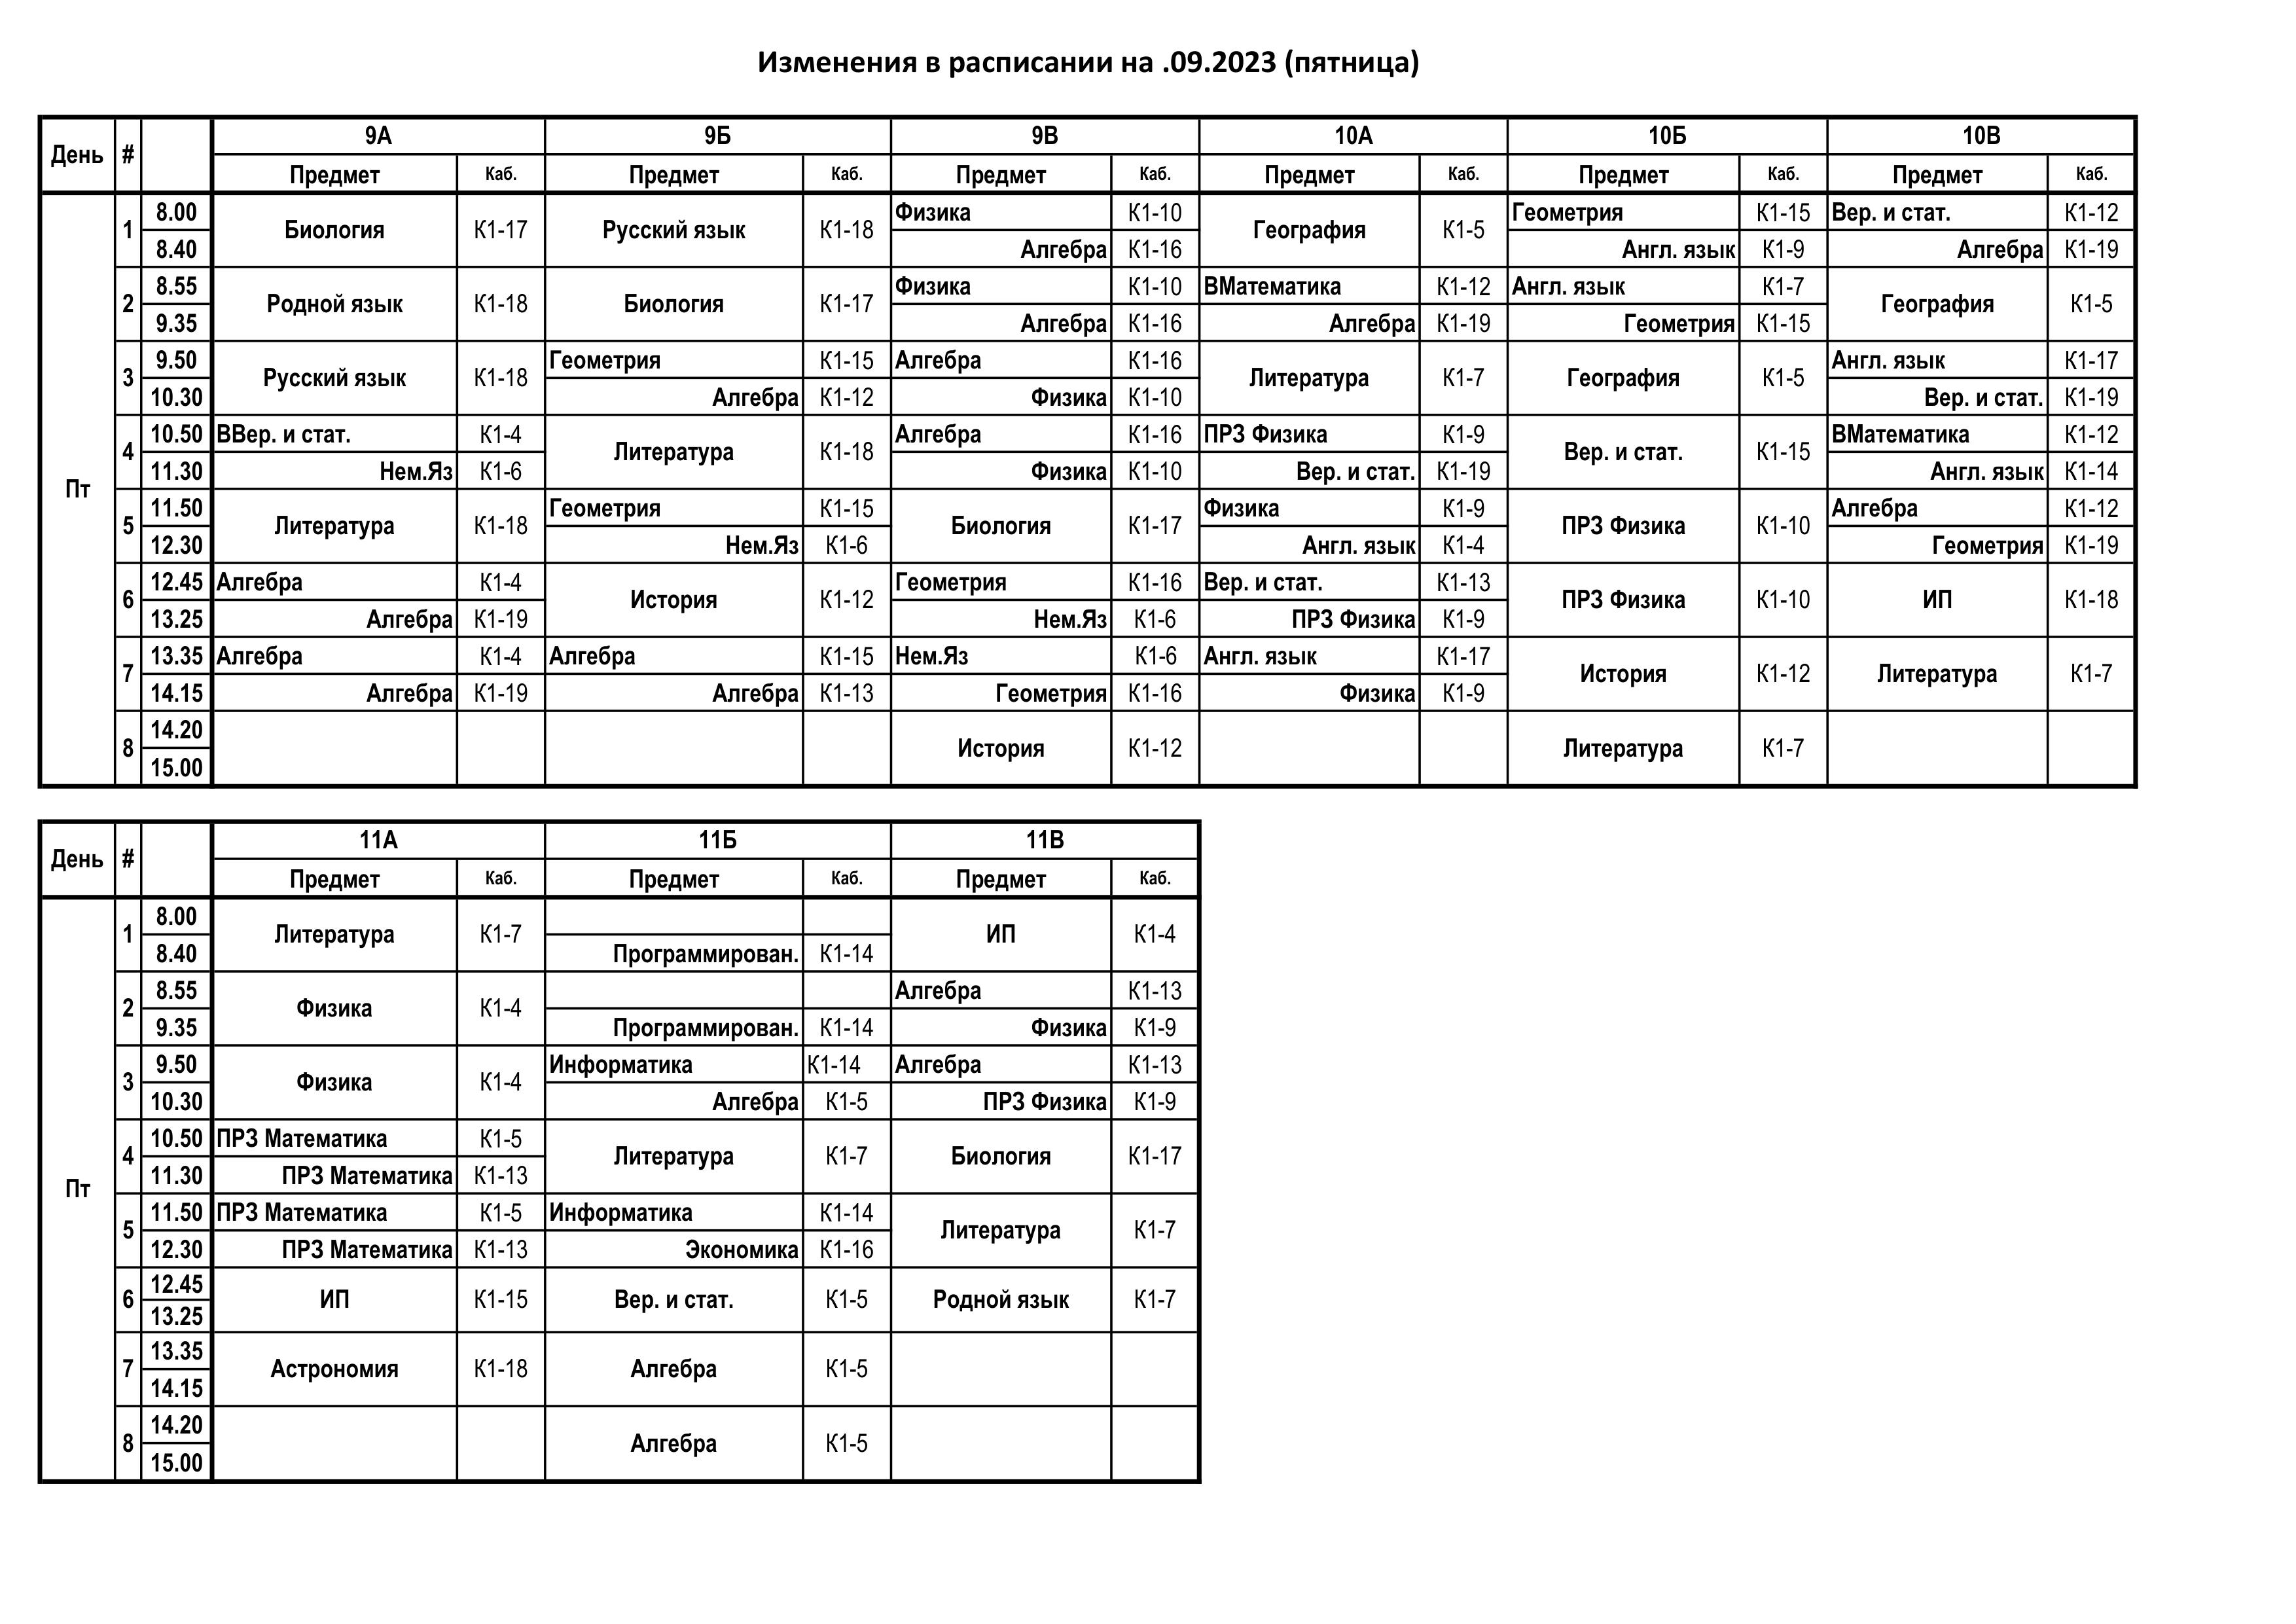 Изменения в расписании на .09.2023 (пятница)
День # 9А 9Б 9В 10А 10Б 10В
Предмет Каб. Предмет Каб. Предмет Каб. Предмет Каб. Предмет Каб. Предмет Каб.
Пт
1 8.00 Биология К1-17 Русский язык К1-18 Физика К1-10 География К1-5 Геометрия К1-15 Вер. и стат. К1-12
8.40 Алгебра К1-16 Англ. язык К1-9 Алгебра К1-19
2 8.55 Родной язык К1-18 Биология К1-17 Физика К1-10 ВМатематика К1-12 Англ. язык К1-7 География К1-5
9.35 Алгебра К1-16 Алгебра К1-19 Геометрия К1-15
3 9.50 Русский язык К1-18 Геометрия К1-15 Алгебра К1-16 Литература К1-7 География К1-5 Англ. язык К1-17
10.30 Алгебра К1-12 Физика К1-10 Вер. и стат. К1-19
4 10.50 ВВер. и стат. К1-4 Литература К1-18 Алгебра К1-16 ПРЗ Физика К1-9 Вер. и стат. К1-15 ВМатематика К1-12
11.30 Нем.Яз К1-6 Физика К1-10 Вер. и стат. К1-19 Англ. язык К1-14
5 11.50 Литература К1-18 Геометрия К1-15 Биология К1-17 Физика К1-9 ПРЗ Физика К1-10 Алгебра К1-12
12.30 Нем.Яз К1-6 Англ. язык К1-4 Геометрия К1-19
6 12.45 Алгебра К1-4 История К1-12 Геометрия К1-16 Вер. и стат. К1-13 ПРЗ Физика К1-10 ИП К1-18
13.25 Алгебра К1-19 Нем.Яз К1-6 ПРЗ Физика К1-9
7 13.35 Алгебра К1-4 Алгебра К1-15 Нем.Яз К1-6 Англ. язык К1-17 История К1-12 Литература К1-7
14.15 Алгебра К1-19 Алгебра К1-13 Геометрия К1-16 Физика К1-9
8 14.20 История К1-12 Литература К1-7
15.00
День # 11А 11Б 11В
Предмет Каб. Предмет Каб. Предмет Каб.
Пт
1 8.00 Литература К1-7 ИП К1-4
8.40 Программирован. К1-14
2 8.55 Физика К1-4 Алгебра К1-13
9.35 Программирован. К1-14 Физика К1-9
3 9.50 Физика К1-4 Информатика К1-14 Алгебра К1-13
10.30 Алгебра К1-5 ПРЗ Физика К1-9
4 10.50 ПРЗ Математика К1-5 Литература К1-7 Биология К1-17
11.30 ПРЗ Математика К1-13
5 11.50 ПРЗ Математика К1-5 Информатика К1-14 Литература К1-7
12.30 ПРЗ Математика К1-13 Экономика К1-16
6 12.45 ИП К1-15 Вер. и стат. К1-5 Родной язык К1-7
13.25
7 13.35 Астрономия К1-18 Алгебра К1-5
14.15
8 14.20 Алгебра К1-5
15.00